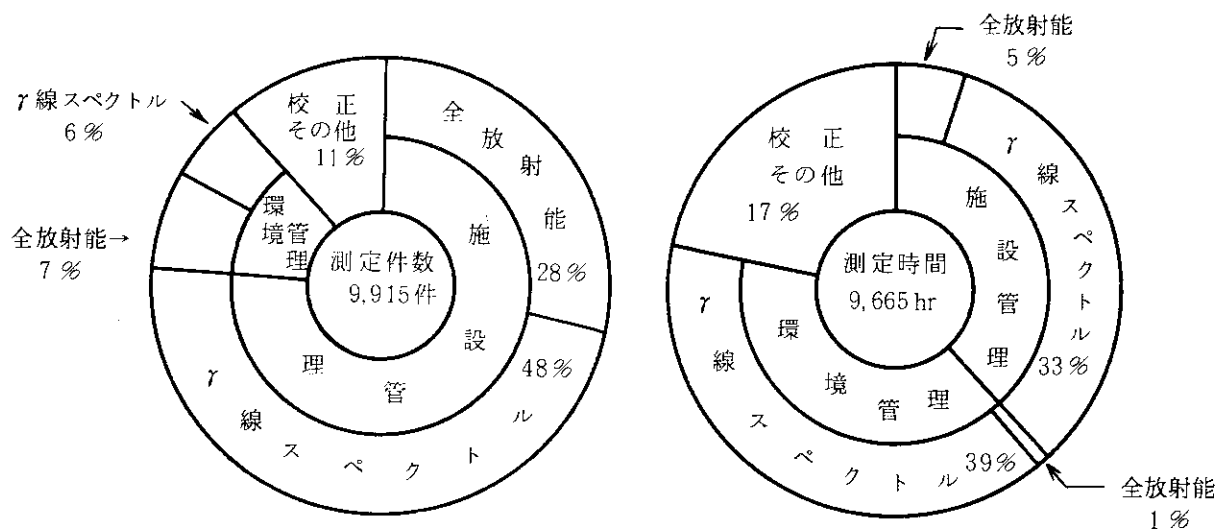 γ線スペクトル
6%
全放射能→
7%
校正
その他
11%
全放射能
28%
γ線スペクトル
48%
環境管理
施設管理
測定件数
9,915件
全放射能
5%
校正
その他
17%
γ線スペクトル
33%
施設管理
測定時間
9,665hr
環境管理
γ線スペクトル
39%
全放射能
1%